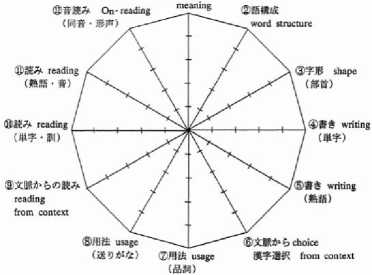 meaning
②語構成
word structure
③字形 shape
(部首)
④書き writing
(単字)
⑤書き writing
(熟語)
⑥文脈から choice
漢字選択 from context
⑦用法 usage
(品詞)
⑧用法 usage
(送りがな)
⑨文脈からの読み
reading
from context
⑩読み reading
(単字・訓)
⑪読み reading
(熟語・音)
⑫音読み On-reading
(同音・形声)